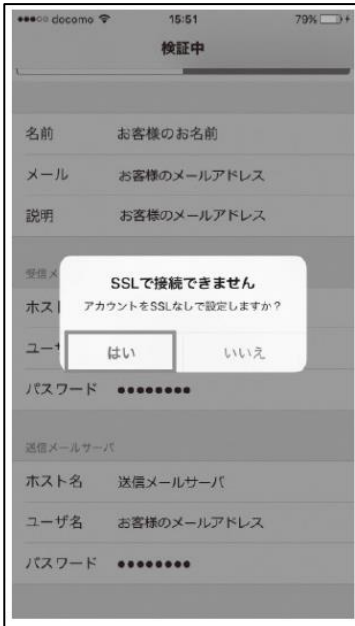 docomo 15:51 79%
検証中
名前 お客様のお名前
メール お客様のメールアドレス
説明 お客様のメールアドレス
受信メ
SSLで接続できません
アカウントをSSLなしで設定しますか？
ホスト
はい いいえ
ユーザ
パスワード ●●●●●●●●
送信メールサーバ
ホスト名 送信メールサーバ
ユーザ名 お客様のメールアドレス
パスワード ●●●●●●●●